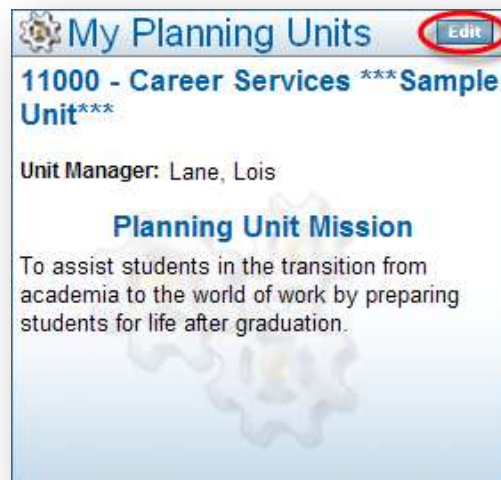 My Planning Units
Edit
11000 - Career Services ***Sample
Unit***
Unit Manager: Lane, Lois
Planning Unit Mission
To assist students in the transition from
academia to the world of work by preparing
students for life after graduation.